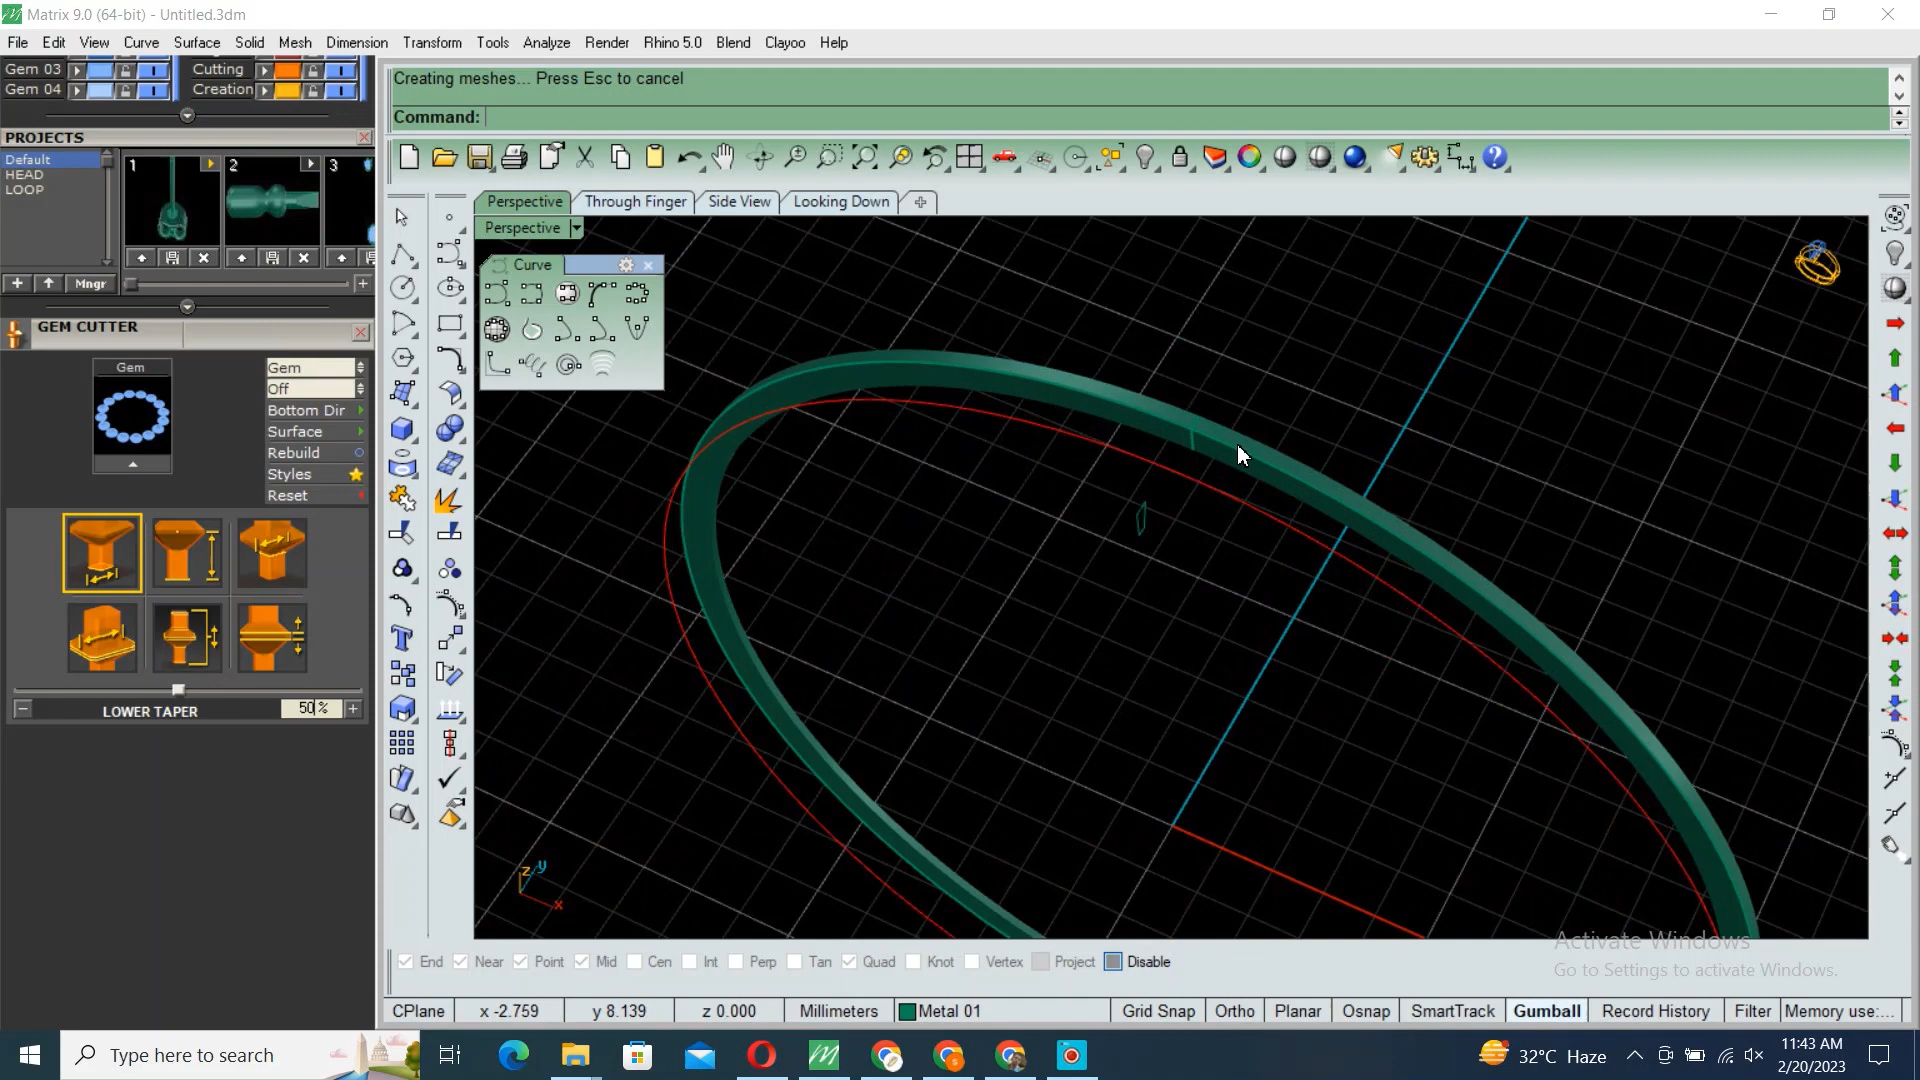 Matrix 9.0 (64-bit) - Untitled.3dm
File Edit View Curve Surface Solid Mesh Dimension Transform Tools Analyze Render Rhino 5.0 Blend Clayoo Help
Gem 03 Cutting
Gem 04 Creation
Creating meshes... Press Esc to cancel
Command:
PROJECTS
Default
HEAD
LOOP
1 2 3
Mngr
GEM CUTTER
Gem
Gem
Off
Bottom Dir
Surface
Rebuild
Styles
Reset
LOWER TAPER 50%
Perspective Through Finger Side View Looking Down
Perspective
Curve
z y
x
End Near Point Mid Cen Int Perp Tan Quad Knot Vertex Project Disable
Activate Windows
Go to Settings to activate Windows.
CPlane x -2.759 y 8.139 z 0.000 Millimeters Metal 01 Grid Snap Ortho Planar Osnap SmartTrack Gumball Record History Filter Memory use:...
Type here to search
32°C Haze
11:43 AM
2/20/2023